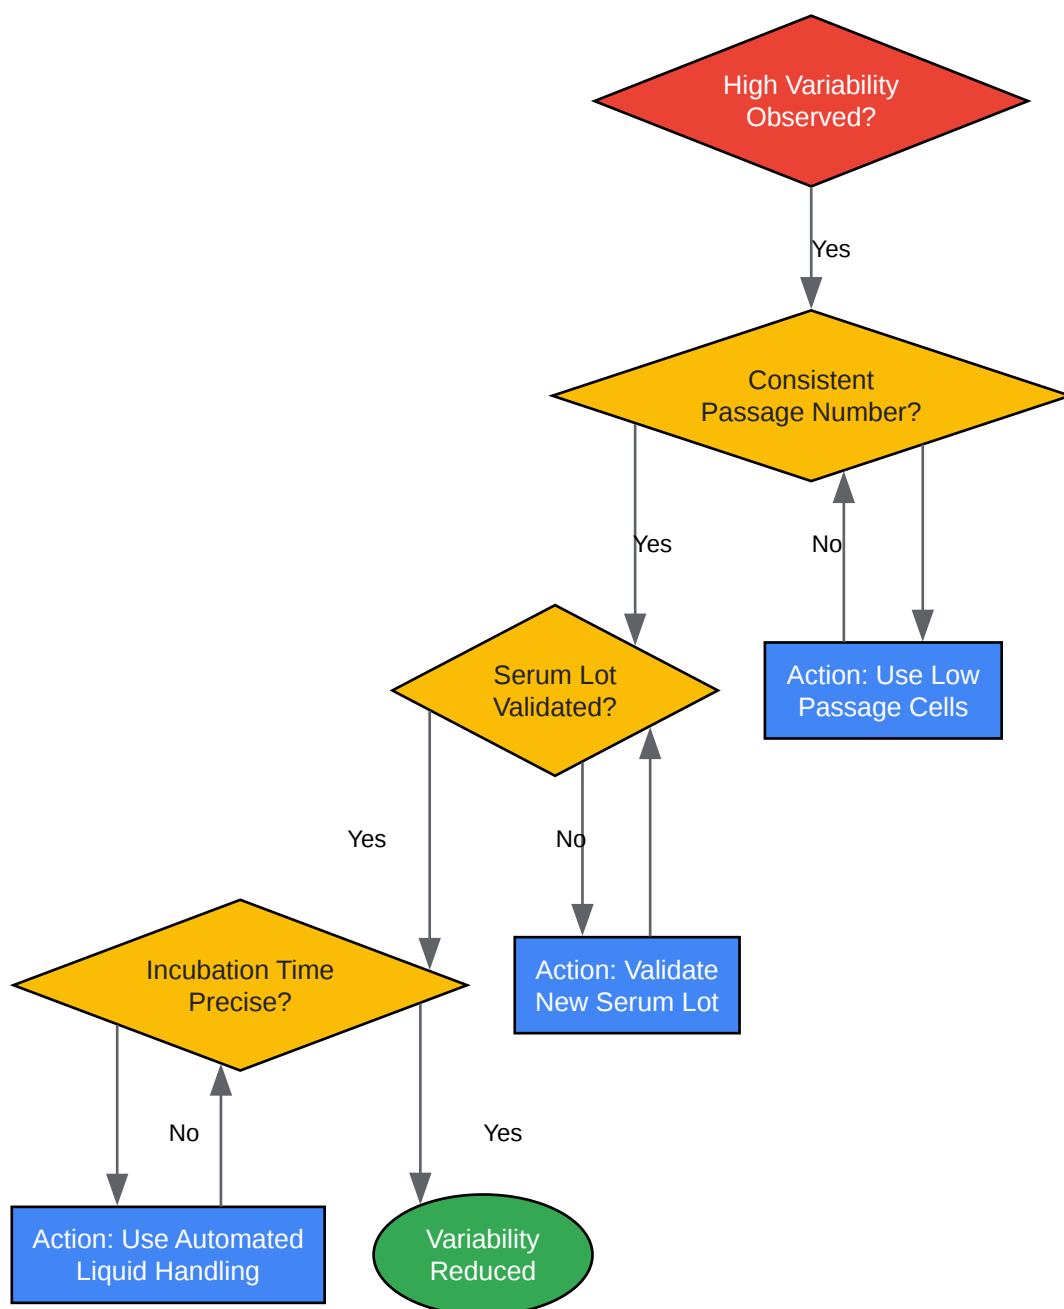 High Variability
Observed?
Yes
Consistent
Passage Number?
Yes
No
Serum Lot
Validated?
Action: Use Low
Passage Cells
Yes
No
Incubation Time
Precise?
Action: Validate
New Serum Lot
No
Yes
Action: Use Automated
Liquid Handling
Variability
Reduced